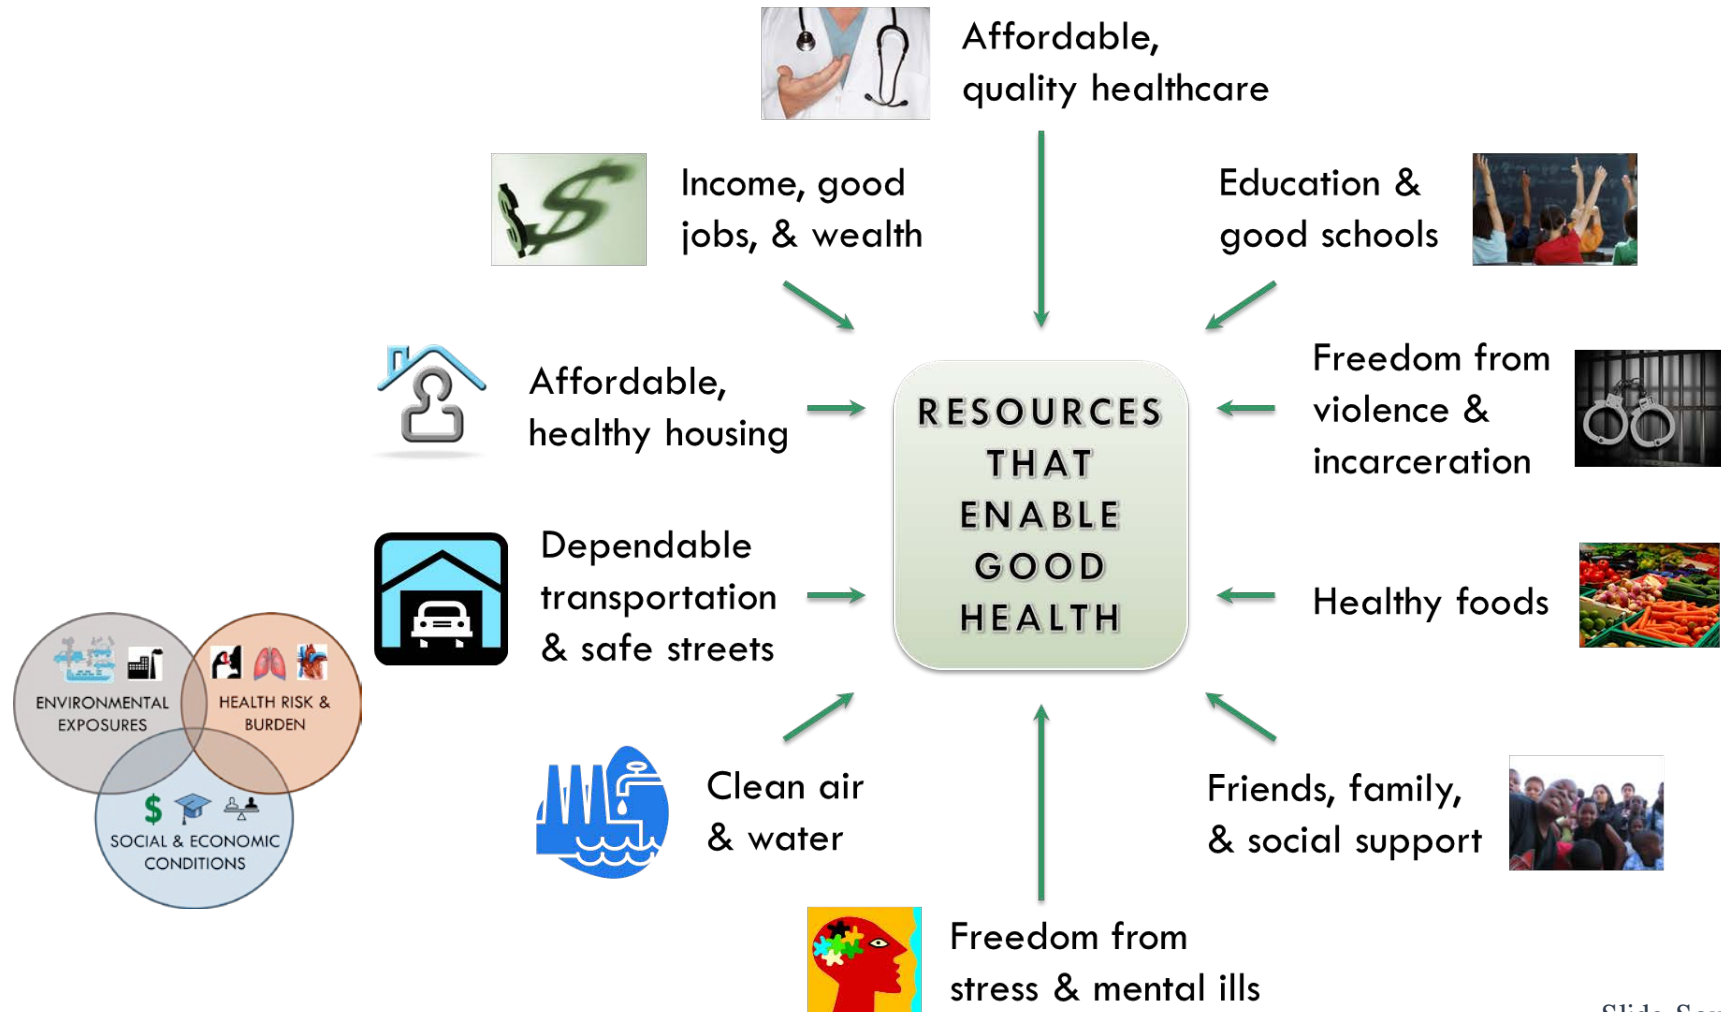 Affordable,
quality healthcare
Income, good
jobs, & wealth
Education &
good schools
Affordable,
healthy housing
Freedom from
violence &
incarceration
RESOURCES
THAT
ENABLE
GOOD
HEALTH
Dependable
transportation
& safe streets
Healthy foods
ENVIRONMENTAL
EXPOSURES
HEALTH RISK &
BURDEN
$
SOCIAL & ECONOMIC
CONDITIONS
Clean air
& water
Friends, family,
& social support
Freedom from
stress & mental ills